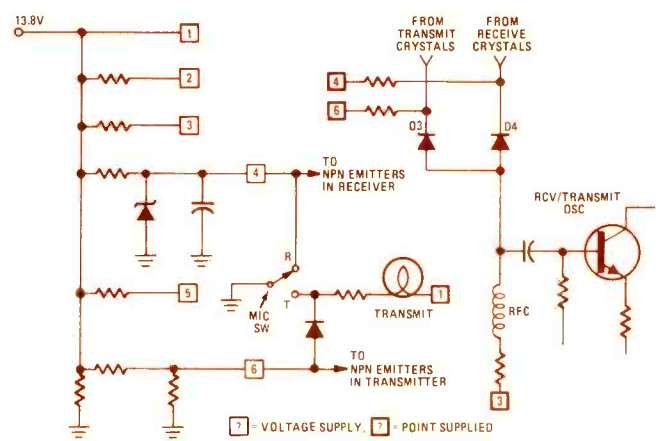 13.8V
1
2
3
4
TO
NPN EMITTERS
IN RECEIVER
5
R
T
MIC
SW
TRANSMIT
1
6
TO
NPN EMITTERS
IN TRANSMITTER
FROM
TRANSMIT
CRYSTALS
FROM
RECEIVE
CRYSTALS
4
6
D3
D4
RCV/TRANSMIT
OSC
RFC
3
? = VOLTAGE SUPPLY, ? = POINT SUPPLIED